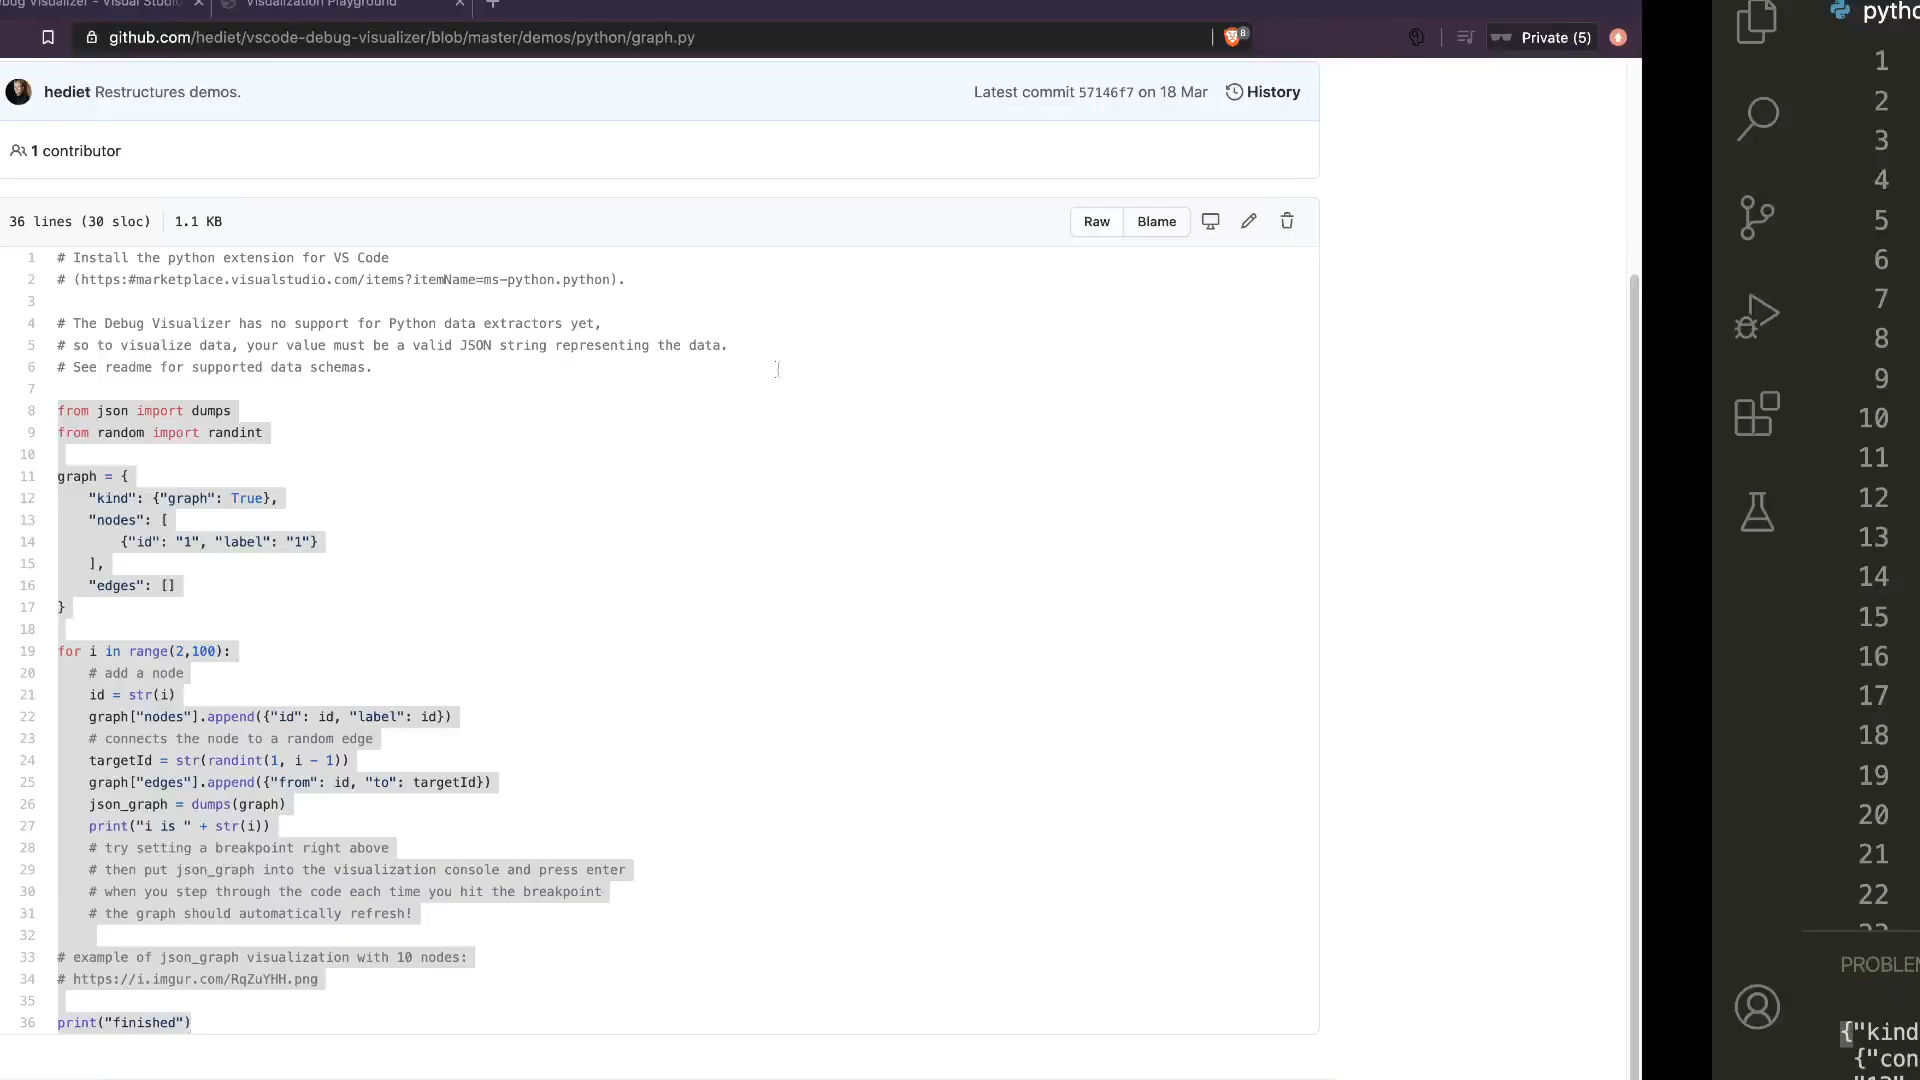 bug Visualizer - Visual Studio
Visualization Playground
github.com/hediet/vscode-debug-visualizer/blob/master/demos/python/graph.py
8
Private (5)
hediet Restructures demos.
Latest commit 57146f7 on 18 Mar
History
1 contributor
36 lines (30 sloc)
1.1 KB
Raw
Blame
1 # Install the python extension for VS Code
2 # (https:#marketplace.visualstudio.com/items?itemName=ms-python.python).
3
4 # The Debug Visualizer has no support for Python data extractors yet,
5 # so to visualize data, your value must be a valid JSON string representing the data.
6 # See readme for supported data schemas.
7
8 from json import dumps
9 from random import randint
10
11 graph = {
12 "kind": {"graph": True},
13 "nodes": [
14 {"id": "1", "label": "1"}
15 ],
16 "edges": []
17 }
18
19 for i in range(2,100):
20 # add a node
21 id = str(i)
22 graph["nodes"].append({"id": id, "label": id})
23 # connects the node to a random edge
24 targetId = str(randint(1, i - 1))
25 graph["edges"].append({"from": id, "to": targetId})
26 json_graph = dumps(graph)
27 print("i is " + str(i))
28 # try setting a breakpoint right above
29 # then put json_graph into the visualization console and press enter
30 # when you step through the code each time you hit the breakpoint
31 # the graph should automatically refresh!
32
33 # example of json_graph visualization with 10 nodes:
34 # https://i.imgur.com/RqZuYHH.png
35
36 print("finished")
pytho
1
2
3
4
5
6
7
8
9
10
11
12
13
14
15
16
17
18
19
20
21
22
PROBLEM
{"kind
{"con